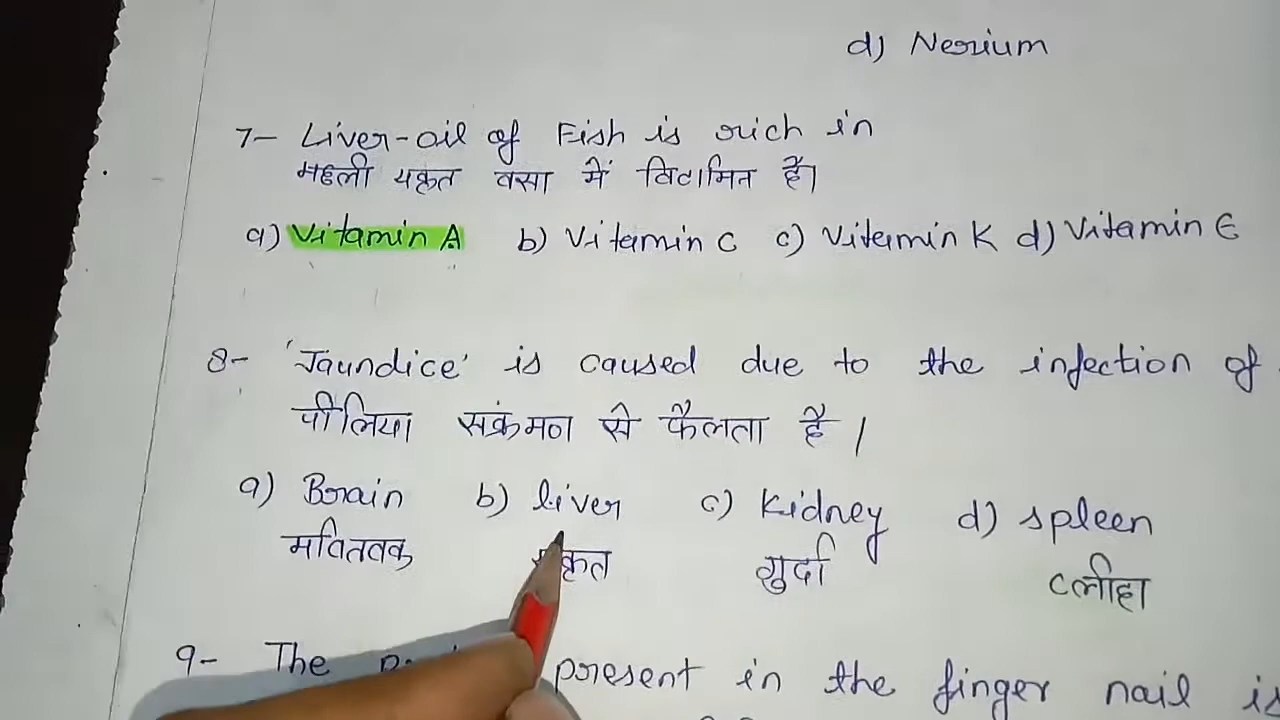 d) Nerium
7- Liver-oil of Fish is rich in
मछली यकृत वसा में विटामित है।
a) Vitamin A b) Vitamin C c) Vitamin K d) Vitamin E
8- 'Jaundice' is caused due to the infection of
पीलिया सक्रंमण से फैलता है।
a) Brain b) liver c) Kidney d) spleen
गुर्दा प्लीहा
9- The present in the finger nail is